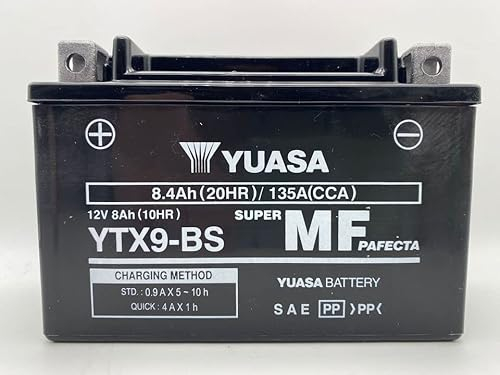 YUASA
8.4Ah(20HR)/135A(CCA)
12V 8Ah(10HR)
YTX9-BS
SUPER MF PAFECTA
CHARGING METHOD
STD. : 0.9A X 5~10h
QUICK : 4A X 1h
YUASA BATTERY
SAE PP >PP<